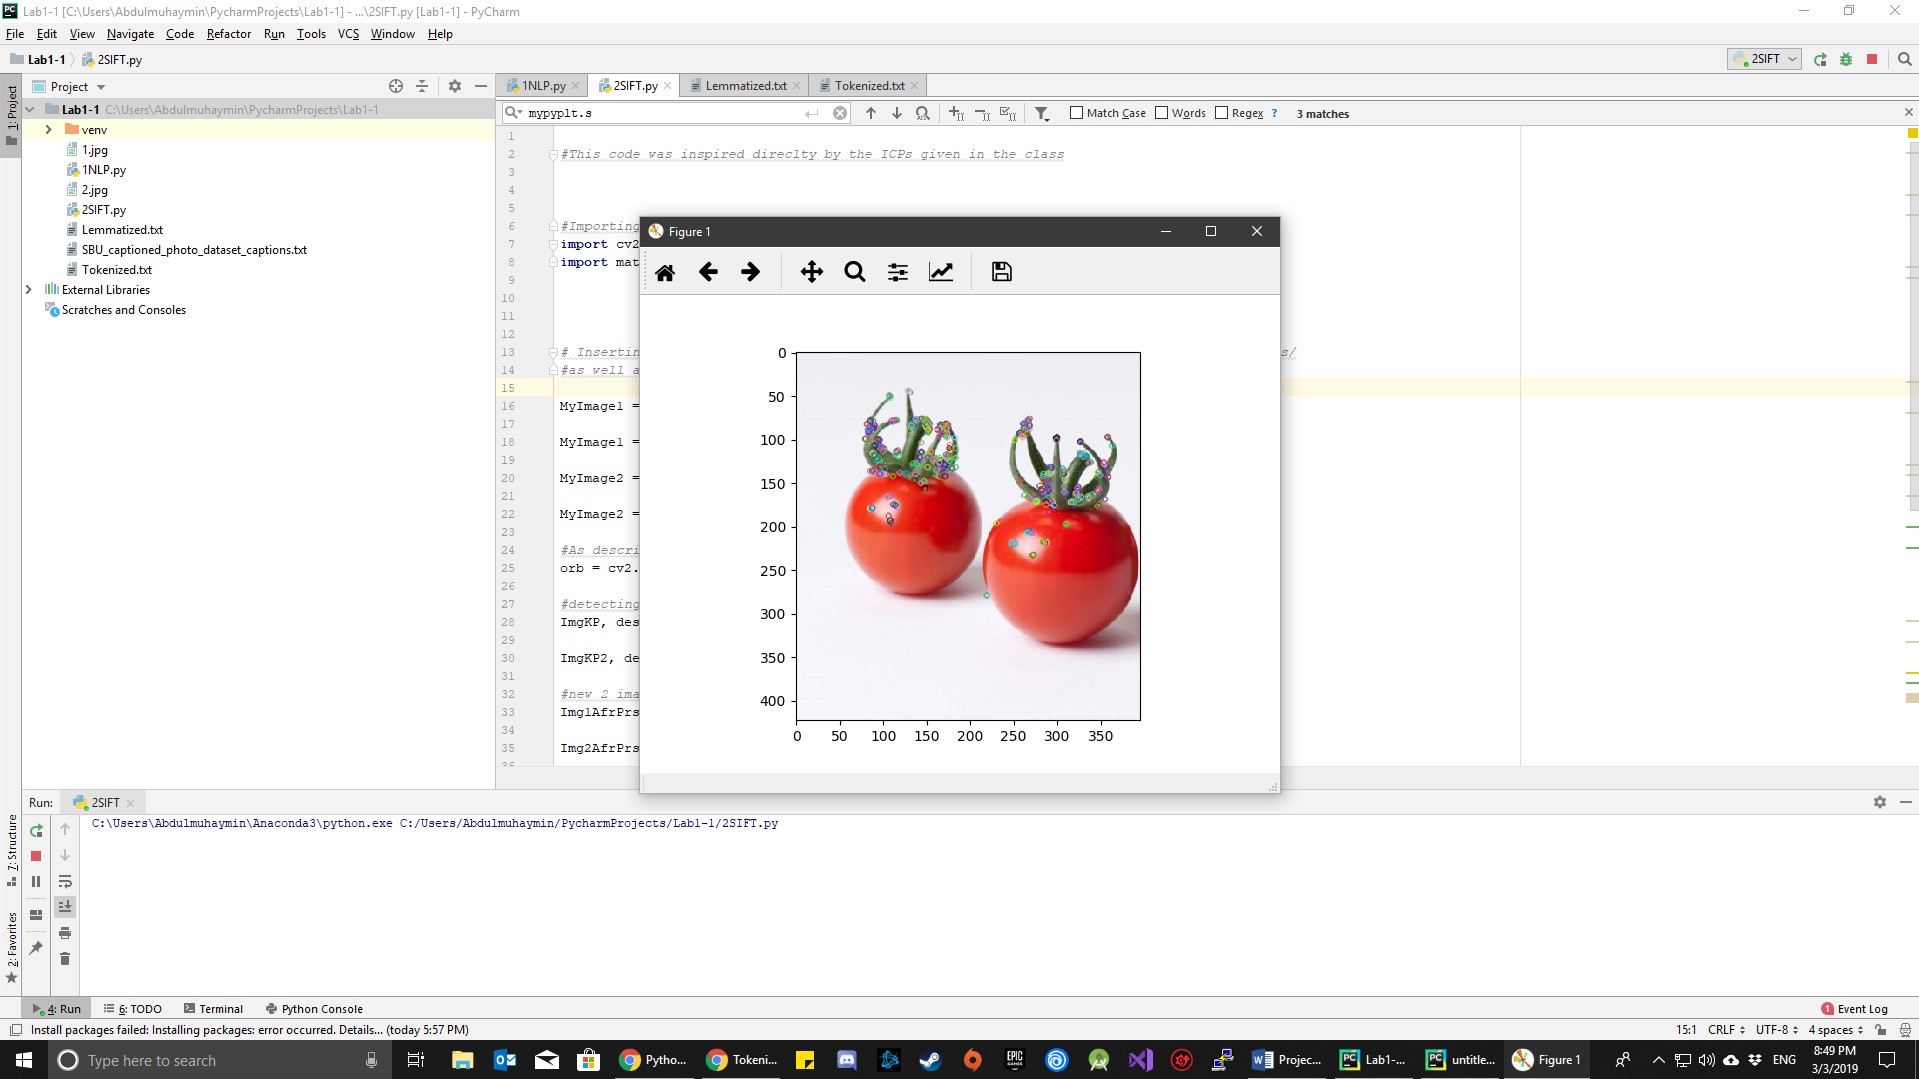 Lab1-1 [C:\Users\Abdulmuhaymin\PycharmProjects\Lab1-1] - ...\2SIFT.py [Lab1-1] - PyCharm
File Edit View Navigate Code Refactor Run Tools VCS Window Help
Lab1-1 2SIFT.py
2SIFT
Project
1NLP.py
2SIFT.py
Lemmatized.txt
Tokenized.txt
1: Project
Lab1-1 C:\Users\Abdulmuhaymin\PycharmProjects\Lab1-1
venv
1.jpg
1NLP.py
2.jpg
2SIFT.py
Lemmatized.txt
SBU_captioned_photo_dataset_captions.txt
Tokenized.txt
External Libraries
Scratches and Consoles
mypyplt.s
Match Case Words Regex ? 3 matches
1
2 #This code was inspired direclty by the ICPs given in the class
3
4
5
6 #Importing
7 import cv2
8 import mat
9
10
11
12
13 # Insertin s/
14 #as well a
15
16 MyImage1 =
17
18 MyImage1 =
19
20 MyImage2 =
21
22 MyImage2 =
23
24 #As descri
25 orb = cv2.
26
27 #detecting
28 ImgKP, des
29
30 ImgKP2, de
31
32 #new 2 ima
33 Img1AfrPrs
34
35 Img2AfrPrs
36
Figure 1
0
50
100
150
200
250
300
350
400
0 50 100 150 200 250 300 350
Run: 2SIFT
C:\Users\Abdulmuhaymin\Anaconda3\python.exe C:/Users/Abdulmuhaymin/PycharmProjects/Lab1-1/2SIFT.py
7: Structure
2: Favorites
4: Run 6: TODO Terminal Python Console
1 Event Log
Install packages failed: Installing packages: error occurred. Details... (today 5:57 PM)
15:1 CRLF UTF-8 4 spaces
Type here to search
Pytho...
Tokeni...
EPIC GAMES
Projec...
Lab1-...
untitle...
Figure 1
ENG
8:49 PM
3/3/2019